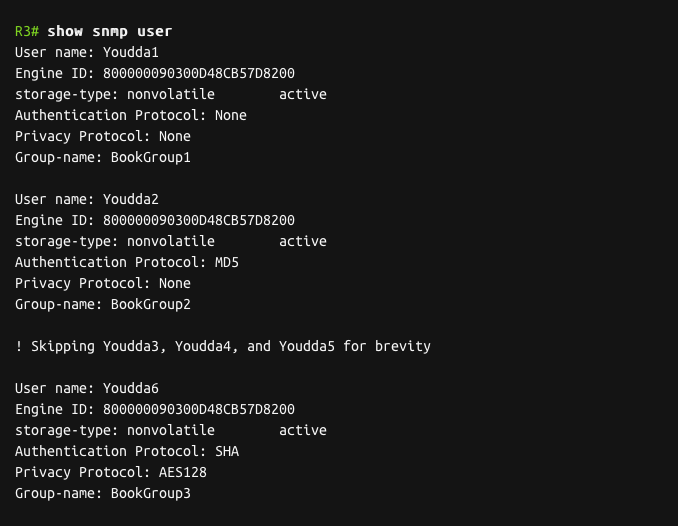 R3# show snmp user
User name: Youdda1
Engine ID: 800000090300D48CB57D8200
storage-type: nonvolatile        active
Authentication Protocol: None
Privacy Protocol: None
Group-name: BookGroup1

User name: Youdda2
Engine ID: 800000090300D48CB57D8200
storage-type: nonvolatile        active
Authentication Protocol: MD5
Privacy Protocol: None
Group-name: BookGroup2

! Skipping Youdda3, Youdda4, and Youdda5 for brevity

User name: Youdda6
Engine ID: 800000090300D48CB57D8200
storage-type: nonvolatile        active
Authentication Protocol: SHA
Privacy Protocol: AES128
Group-name: BookGroup3